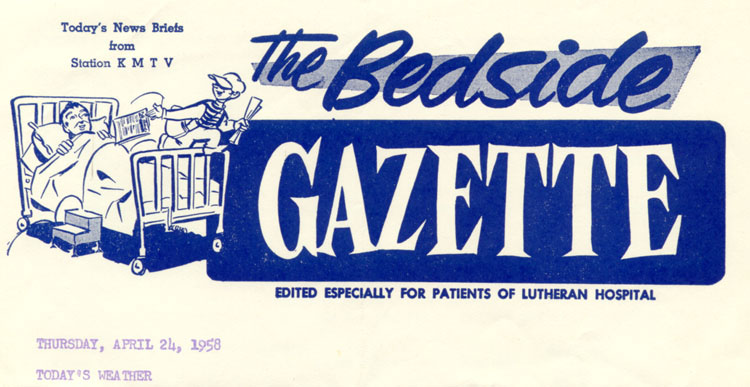 Today's News Briefs
from
Station K M T V
The Bedside
GAZETTE
EDITED ESPECIALLY FOR PATIENTS OF LUTHERAN HOSPITAL
THURSDAY, APRIL 24, 1958
TODAY'S WEATHER